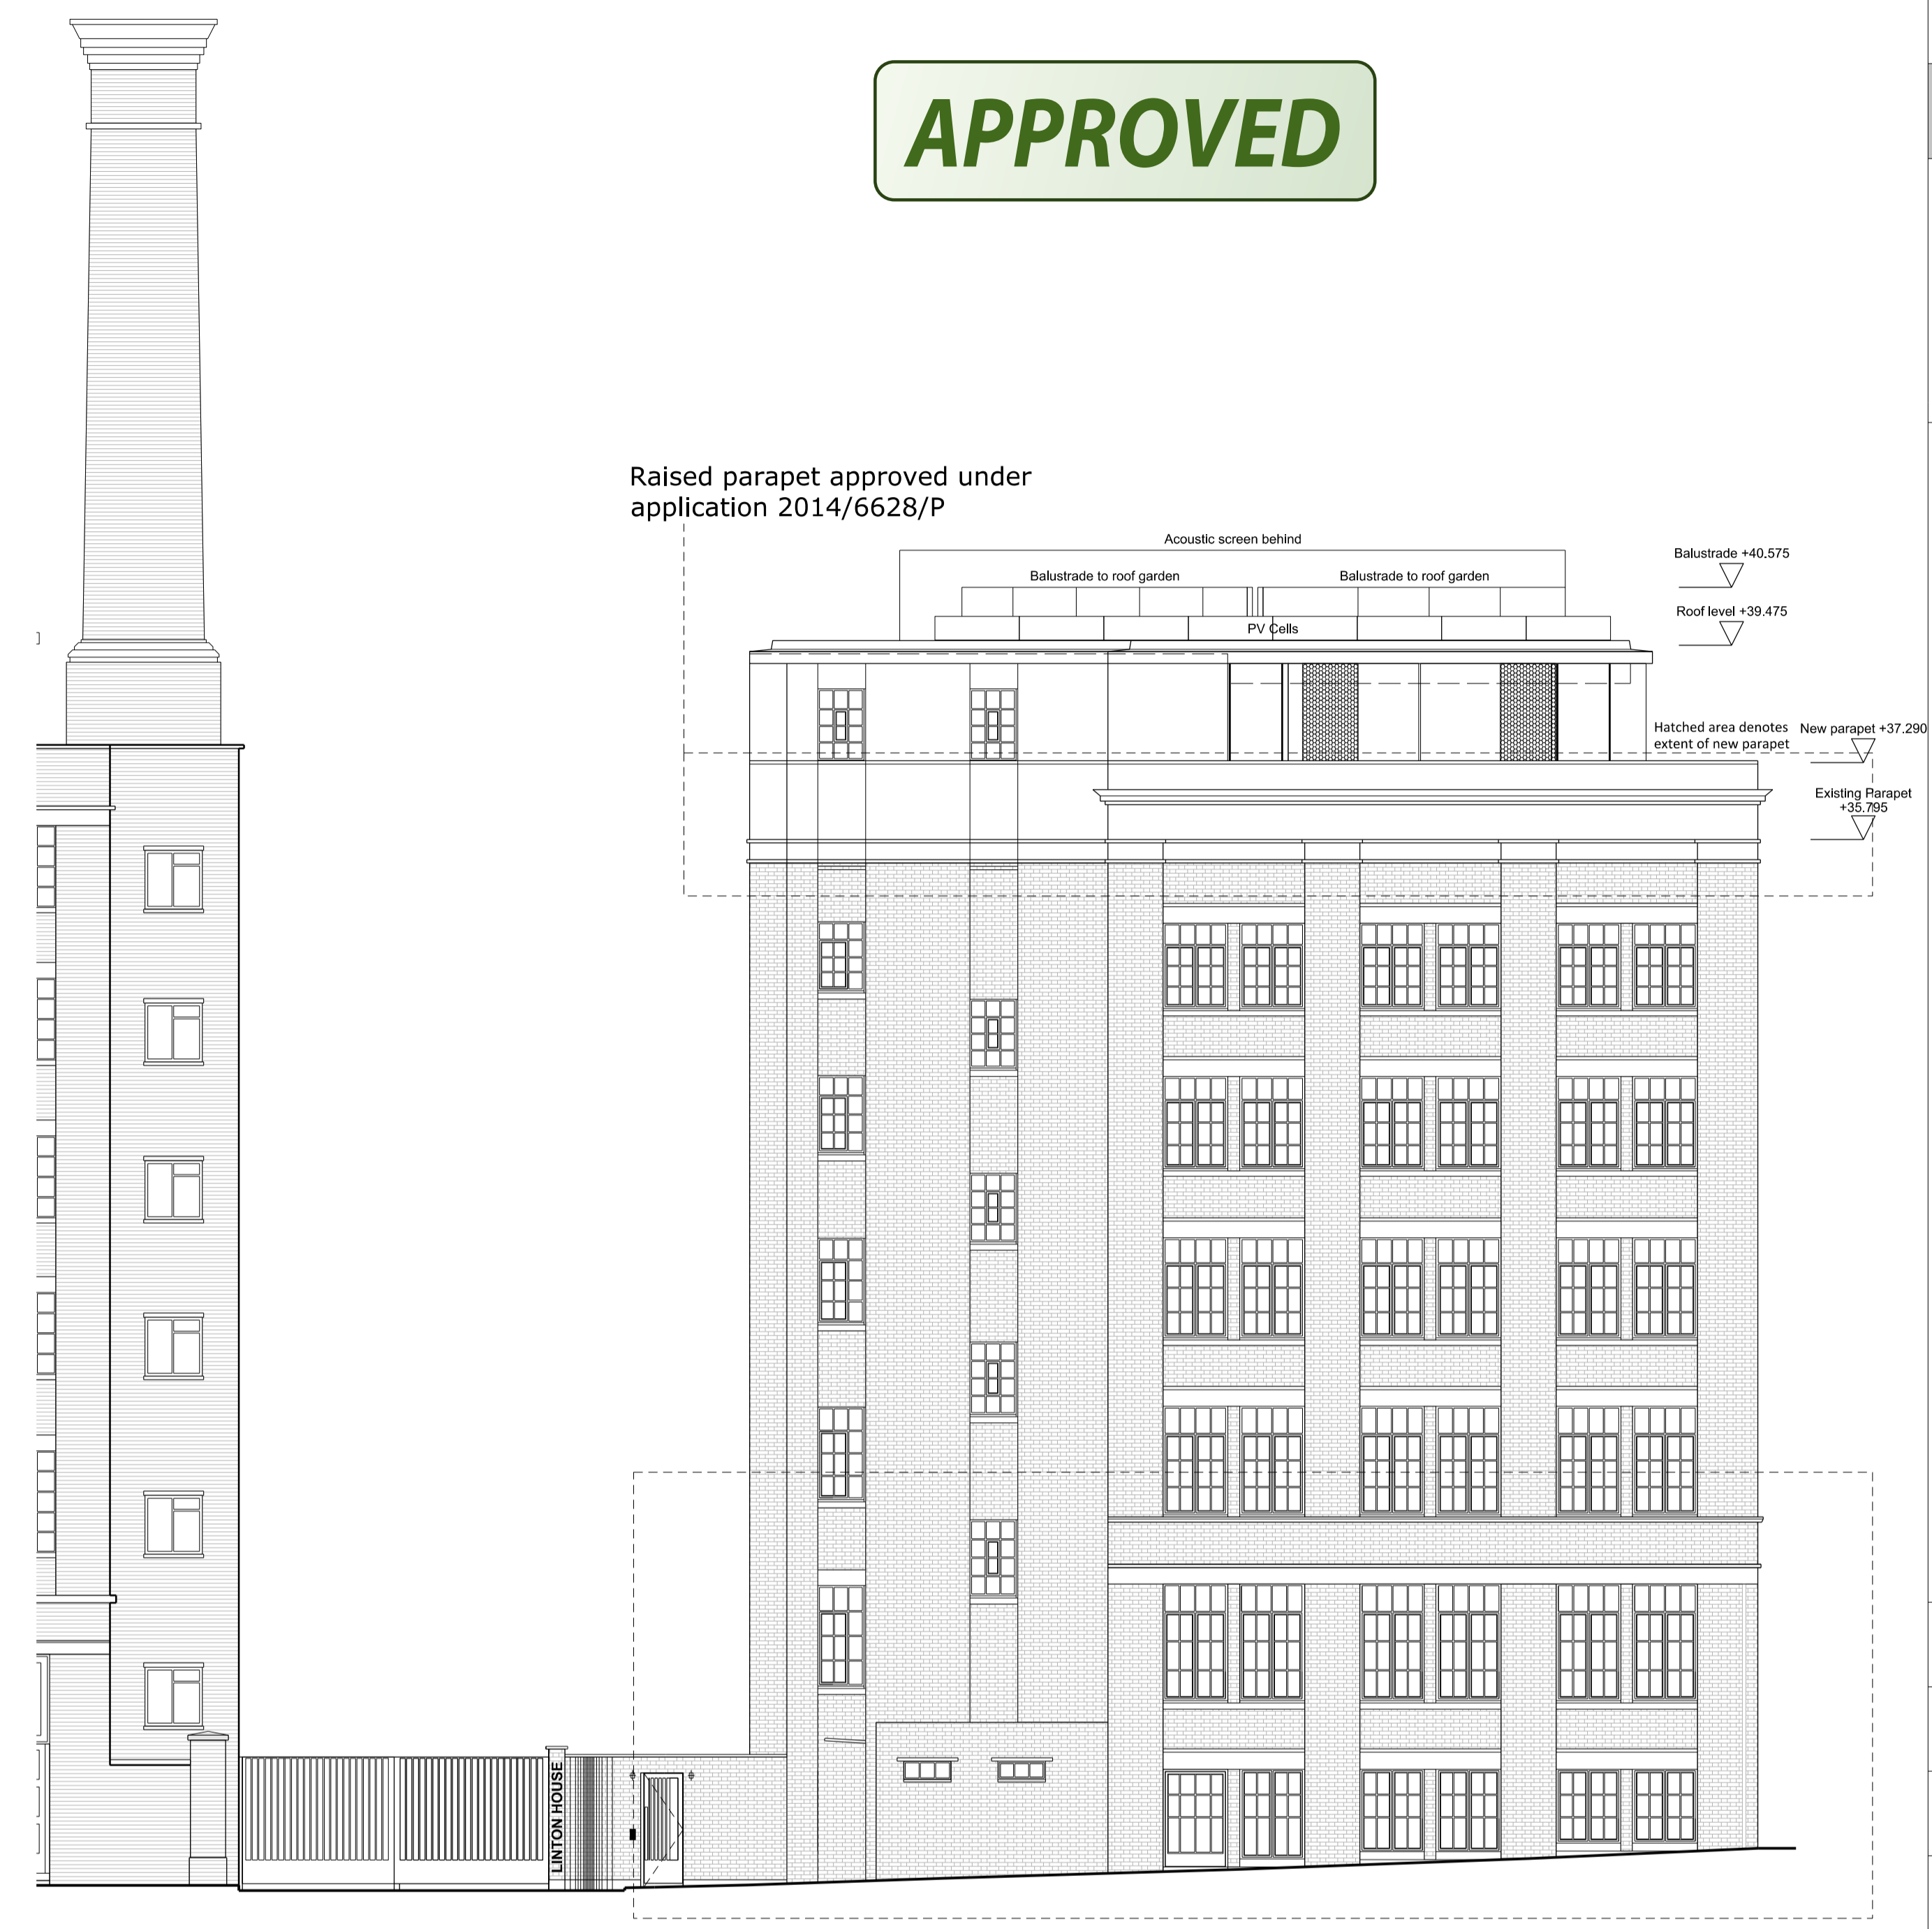 APPROVED
Raised parapet approved under
application 2014/6628/P
Acoustic screen behind
Balustrade +40.575
Balustrade to roof garden
Balustrade to roof garden
Roof level +39.475
PV Cells
Hatched area denotes
extent of new parapet
New parapet +37.290
Existing Parapet
+35.795
LINTON HOUSE